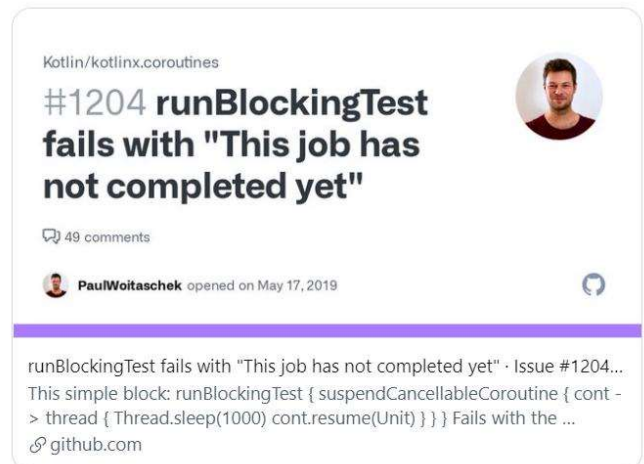 Kotlin/kotlinx.coroutines
#1204 runBlockingTest
fails with "This job has
not completed yet"
49 comments
PaulWoitaschek opened on May 17, 2019
runBlockingTest fails with "This job has not completed yet" · Issue #1204...
This simple block: runBlockingTest { suspendCancellableCoroutine { cont -
> thread { Thread.sleep(1000) cont.resume(Unit) } } } Fails with the ...
github.com